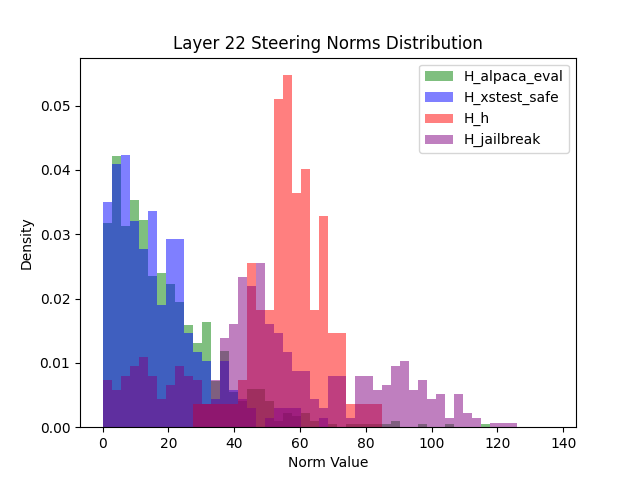 Layer 22 Steering Norms Distribution
H_alpaca_eval
H_xstest_safe
H_h
H_jailbreak
Density
0.05
0.04
0.03
0.02
0.01
0.00
0 20 40 60 80 100 120 140
Norm Value